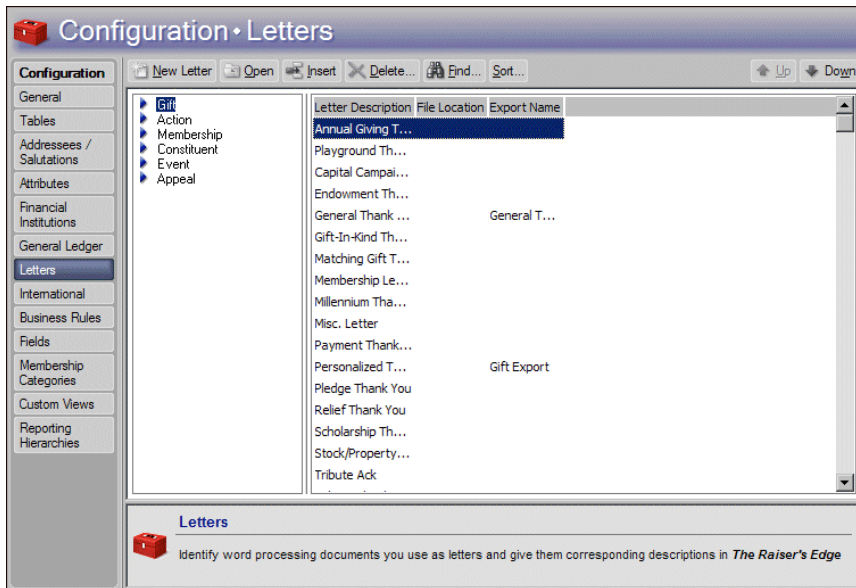 Configuration • Letters
Configuration
General
Tables
Addressees /
Salutations
Attributes
Financial
Institutions
General Ledger
Letters
International
Business Rules
Fields
Membership
Categories
Custom Views
Reporting
Hierarchies
New Letter Open Insert Delete... Find... Sort... Up Down
Gift
Action
Membership
Constituent
Event
Appeal
Letter Description File Location Export Name
Annual Giving T...
Playground Th...
Capital Campai...
Endowment Th...
General Thank ... General T...
Gift-In-Kind Th...
Matching Gift T...
Membership Le...
Millennium Tha...
Misc. Letter
Payment Thank...
Personalized T... Gift Export
Pledge Thank You
Relief Thank You
Scholarship Th...
Stock/Property...
Tribute Ack
Letters
Identify word processing documents you use as letters and give them corresponding descriptions in The Raiser's Edge